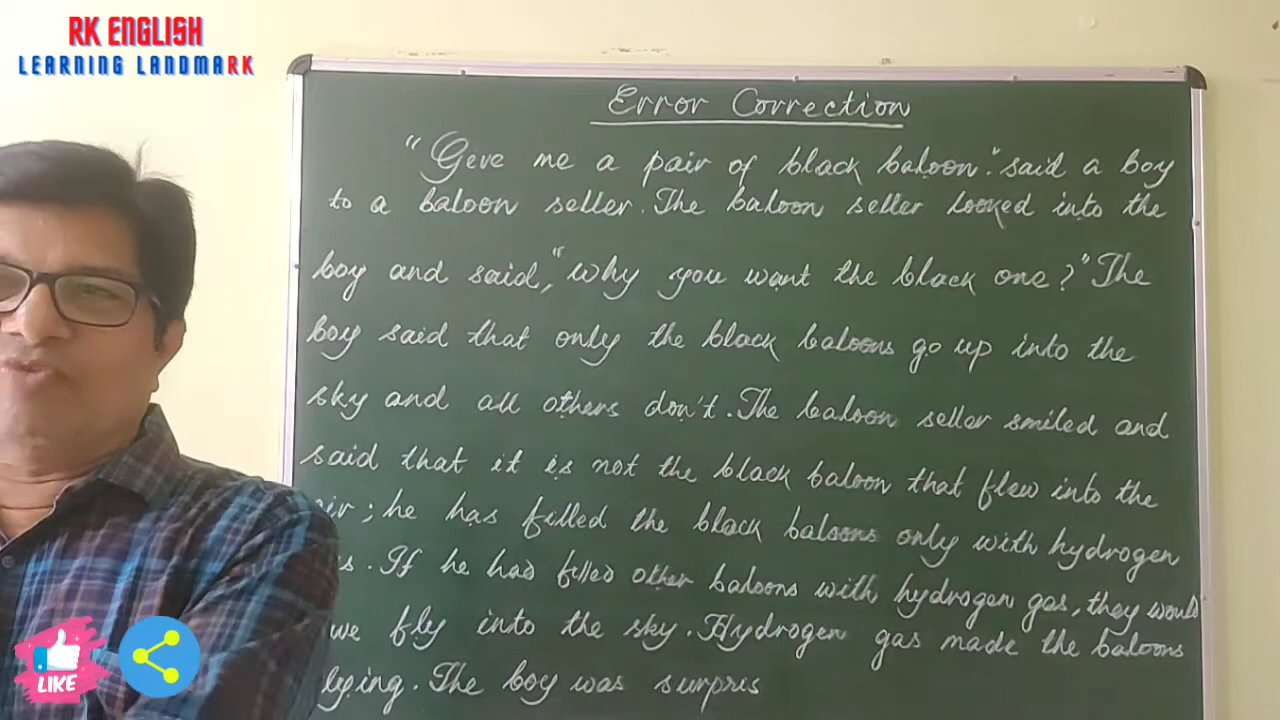 RK ENGLISH
LEARNING LANDMARK
Error Correction
"Geve me a pair of black baloon." said a boy
to a baloon seller. The baloon seller looked into the
boy and said, "why you want the black one?" The
boy said that only the black baloons go up into the
sky and all others don't. The baloon seller smiled and
said that it is not the black baloon that flew into the
; he has filled the black baloons only with hydrogen
. If he has filled other baloons with hydrogen gas, they would
fly into the sky. Hydrogen gas made the baloons
. The boy was surpris
LIKE